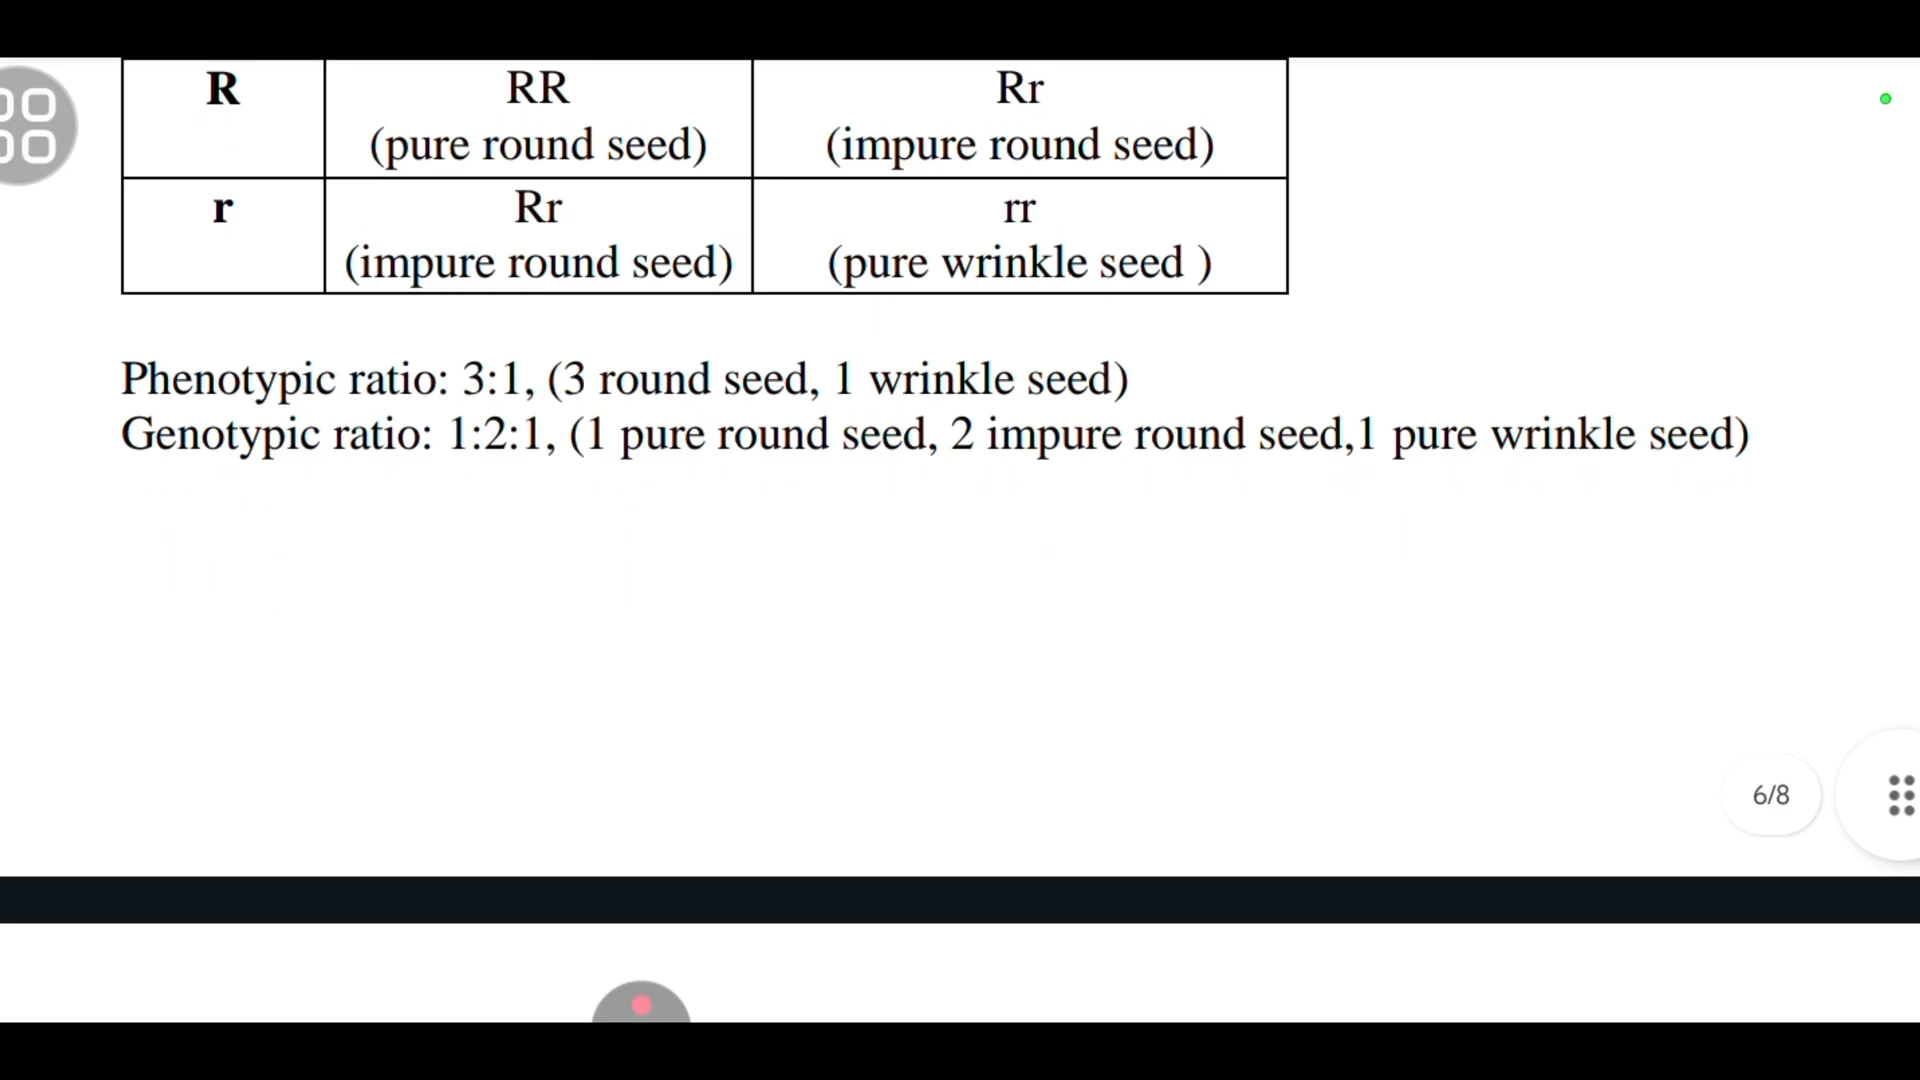 R RR Rr
(pure round seed) (impure round seed)
r Rr rr
(impure round seed) (pure wrinkle seed )
Phenotypic ratio: 3:1, (3 round seed, 1 wrinkle seed)
Genotypic ratio: 1:2:1, (1 pure round seed, 2 impure round seed,1 pure wrinkle seed)
6/8